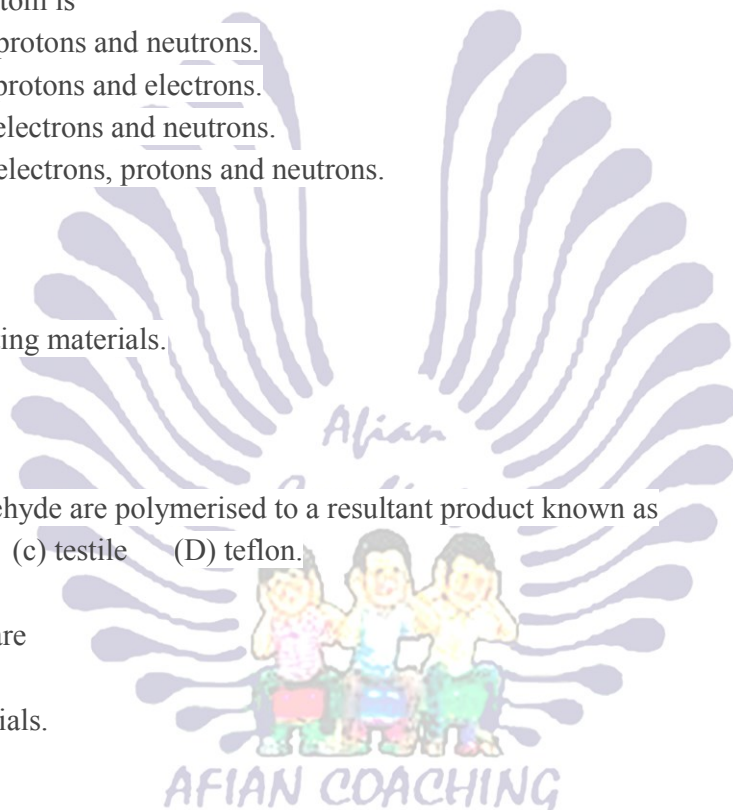 is
protons and neutrons.
protons and electrons.
electrons and neutrons.
electrons, protons and neutrons.
ing materials.
Afian
ehyde are polymerised to a resultant product known as
(c) testile (D) teflon.
are
ials.
AFIAN COACHING